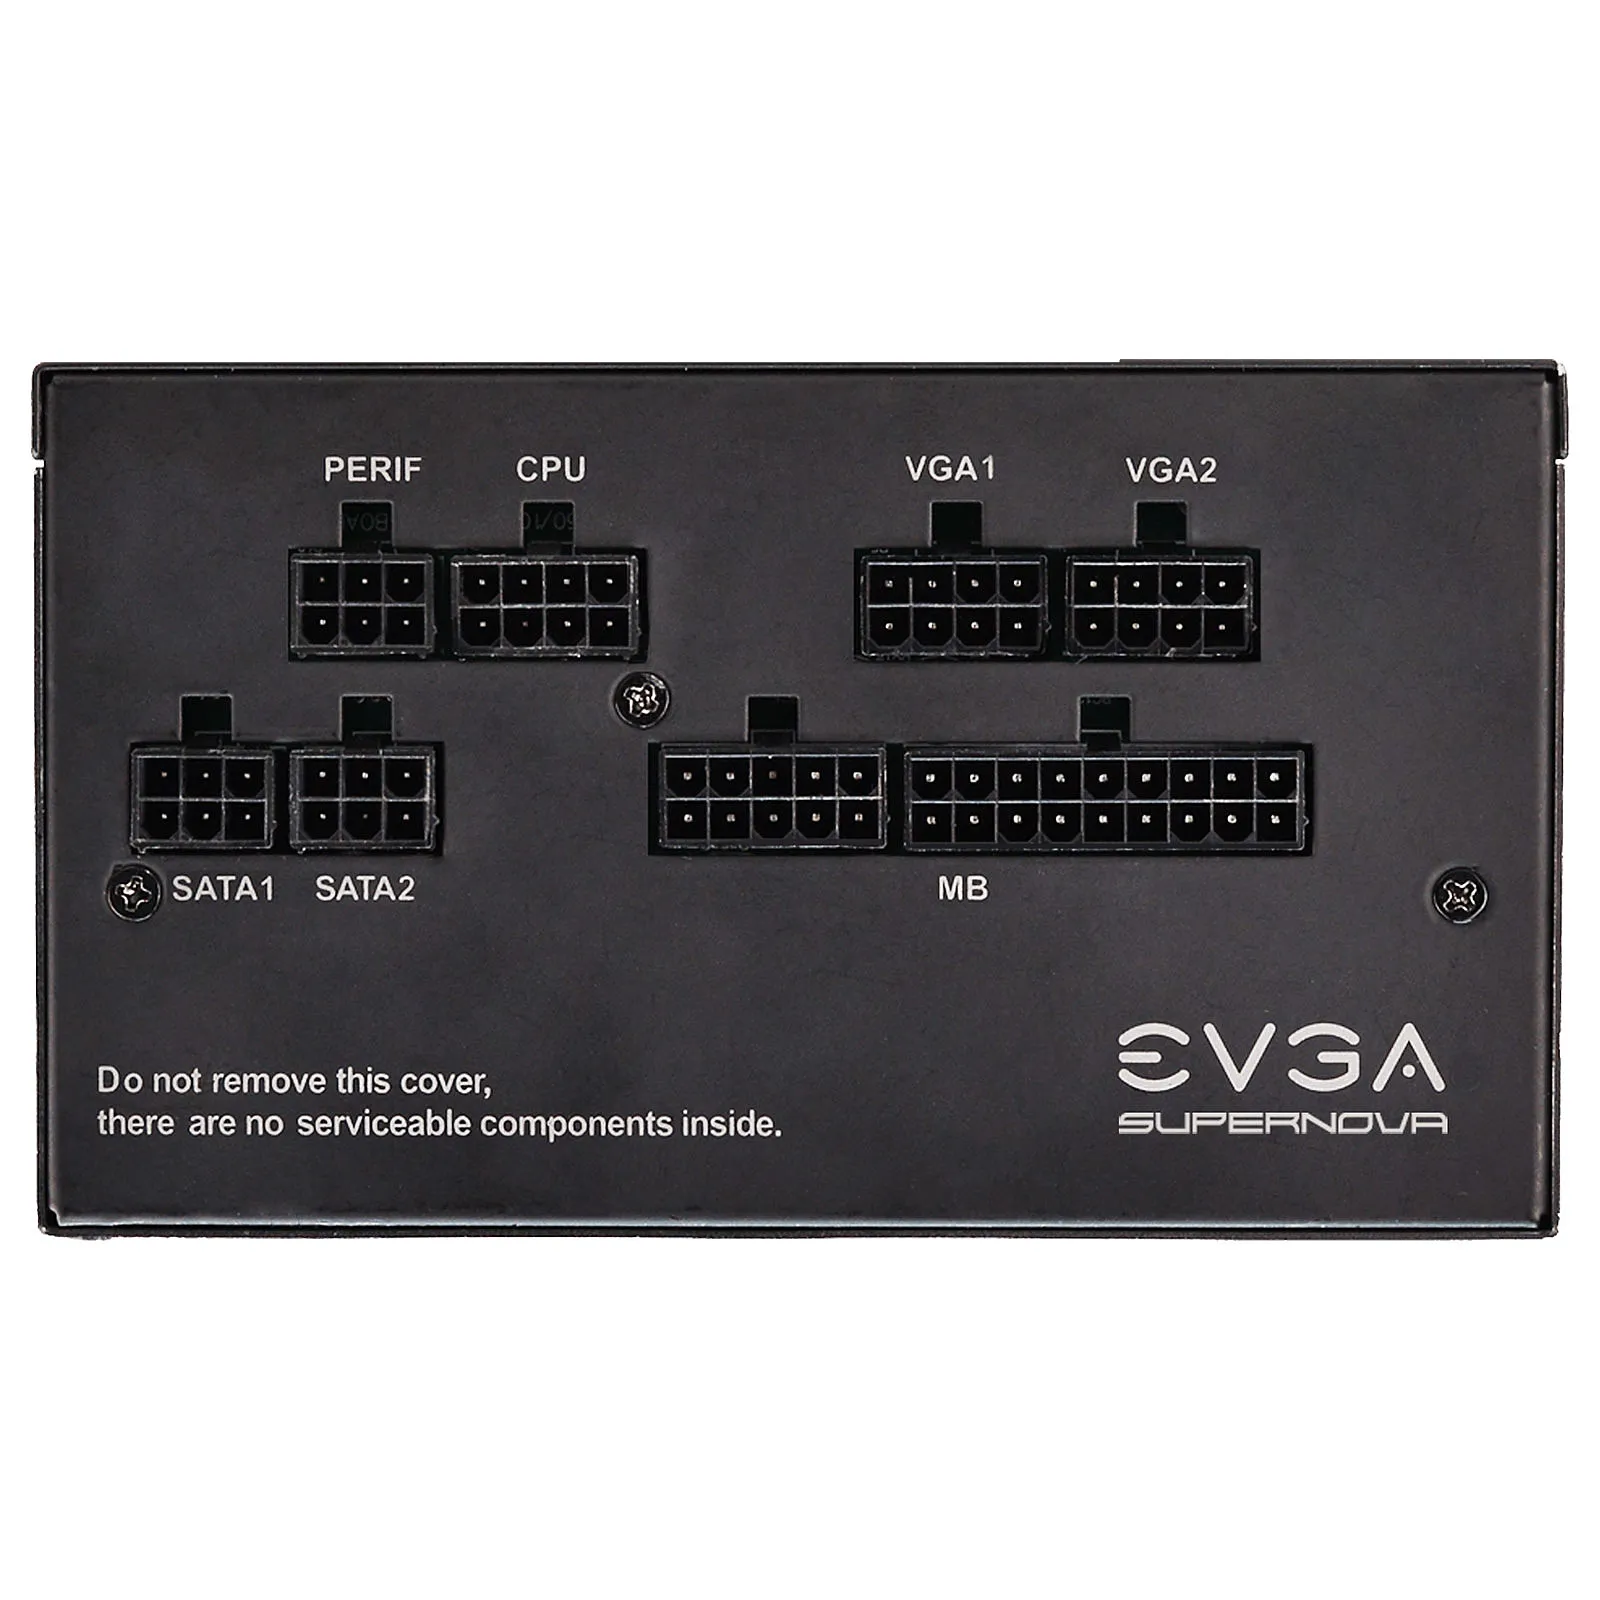 PERIF CPU VGA1 VGA2
SATA1 SATA2 MB
Do not remove this cover,
there are no serviceable components inside.
EVGA
SUPERNOVA